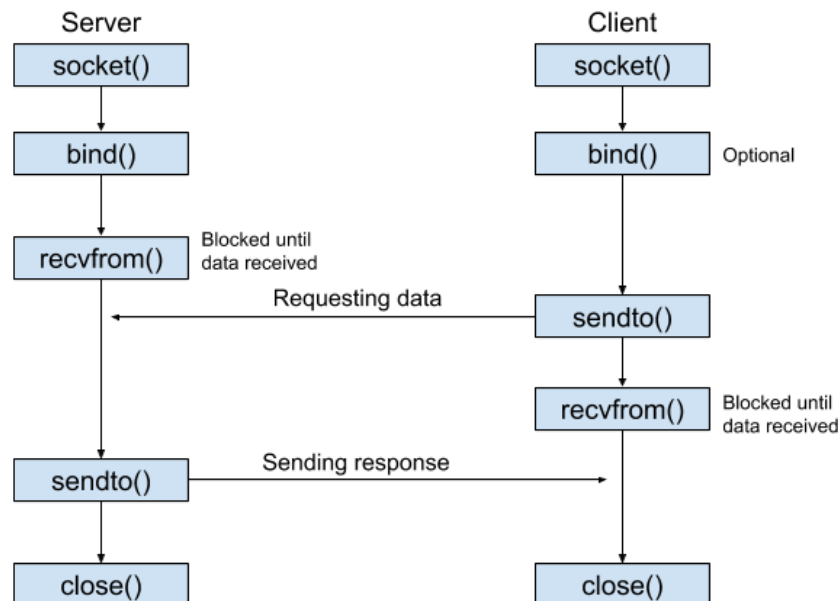 Server
Client
socket()
socket()
bind()
bind()
Optional
recvfrom()
Blocked until
data received
Requesting data
sendto()
recvfrom()
Blocked until
data received
Sending response
sendto()
close()
close()